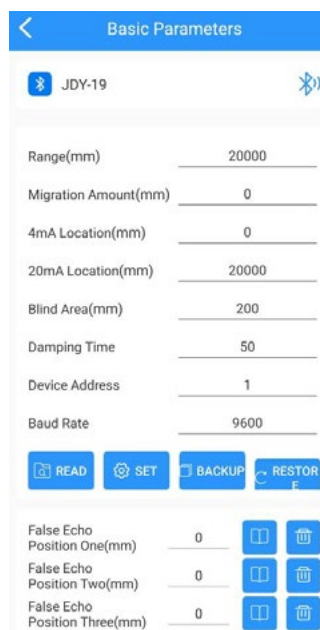 Basic Parameters
JDY-19
Range(mm) 20000
Migration Amount(mm) 0
4mA Location(mm) 0
20mA Location(mm) 20000
Blind Area(mm) 200
Damping Time 50
Device Address 1
Baud Rate 9600
READ SET BACKUP RESTOR
E
False Echo
Position One(mm) 0
False Echo
Position Two(mm) 0
False Echo
Position Three(mm) 0